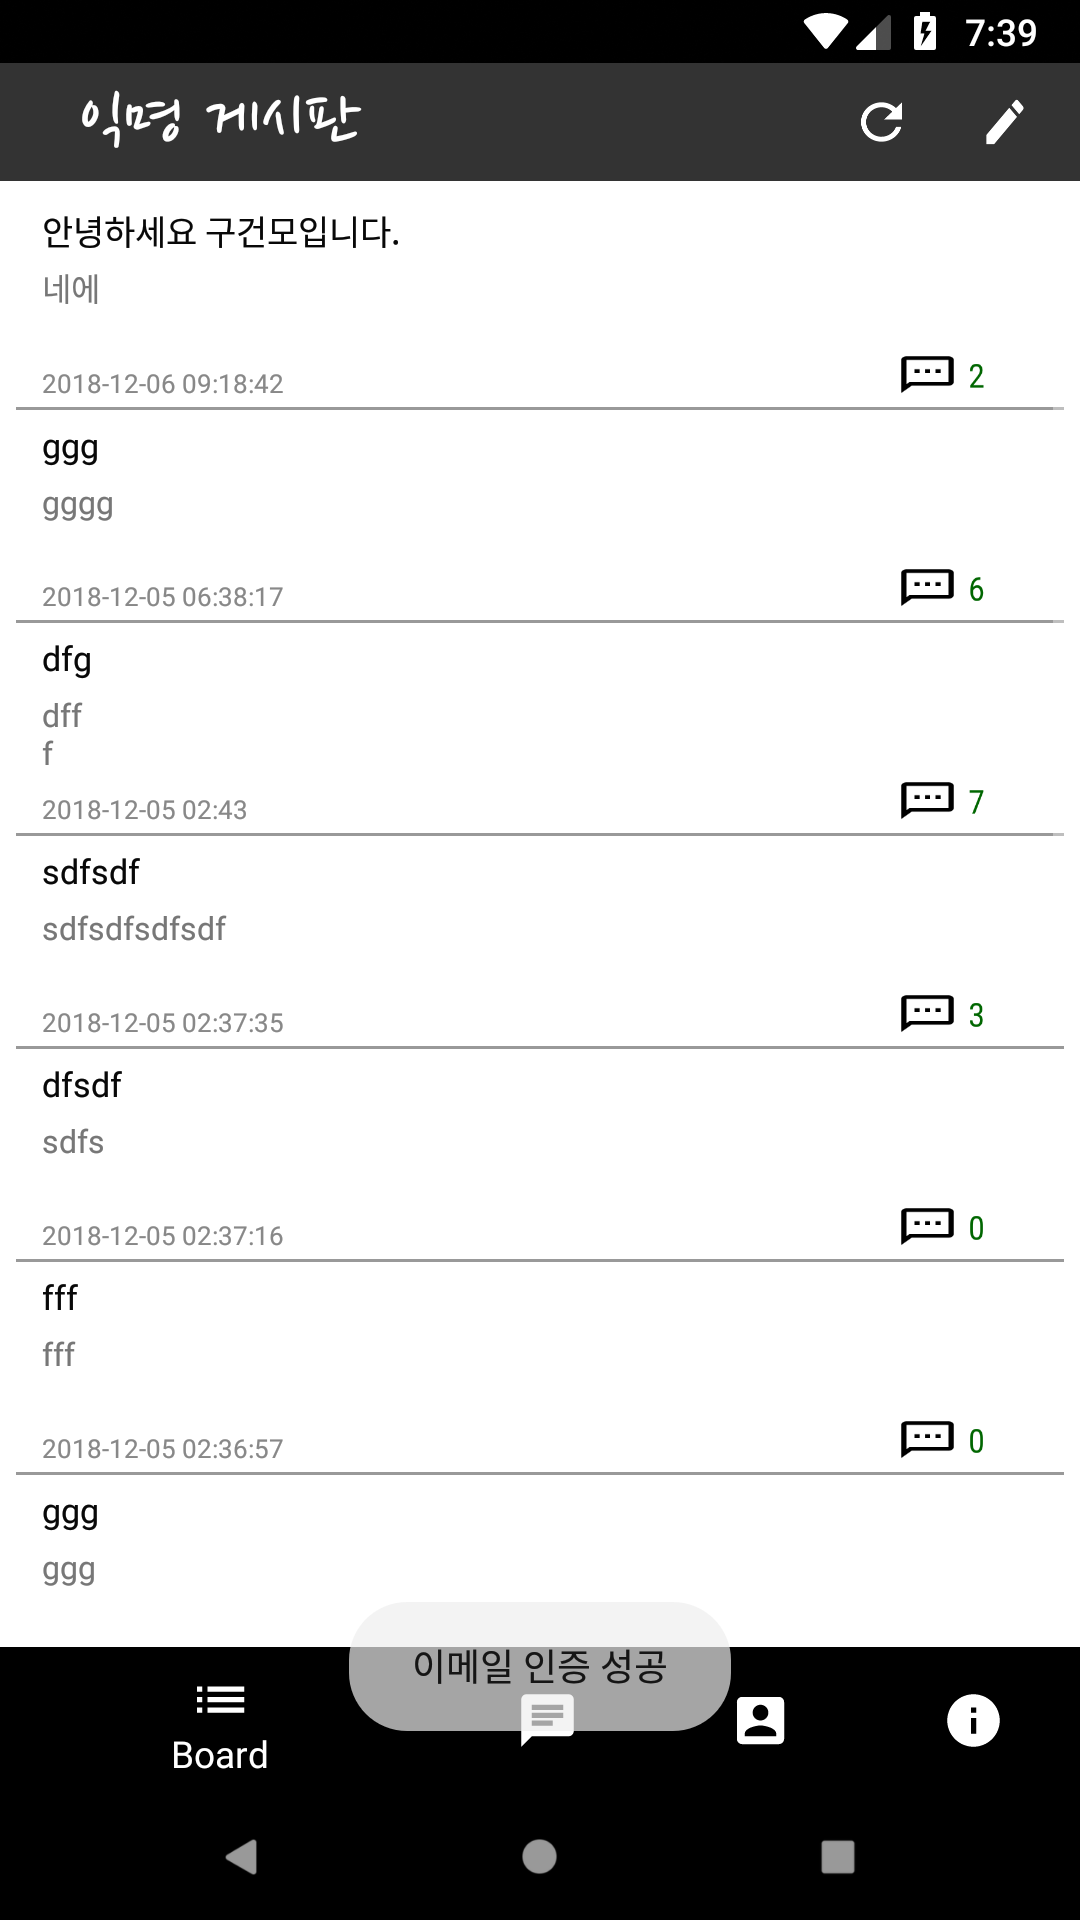 7:39
익명 게시판
안녕하세요 구건모입니다.
네에
2018-12-06 09:18:42
2
ggg
gggg
2018-12-05 06:38:17
6
dfg
dff
f
2018-12-05 02:43
7
sdfsdf
sdfsdfsdfsdf
2018-12-05 02:37:35
3
dfsdf
sdfs
2018-12-05 02:37:16
0
fff
fff
2018-12-05 02:36:57
0
ggg
ggg
이메일 인증 성공
Board